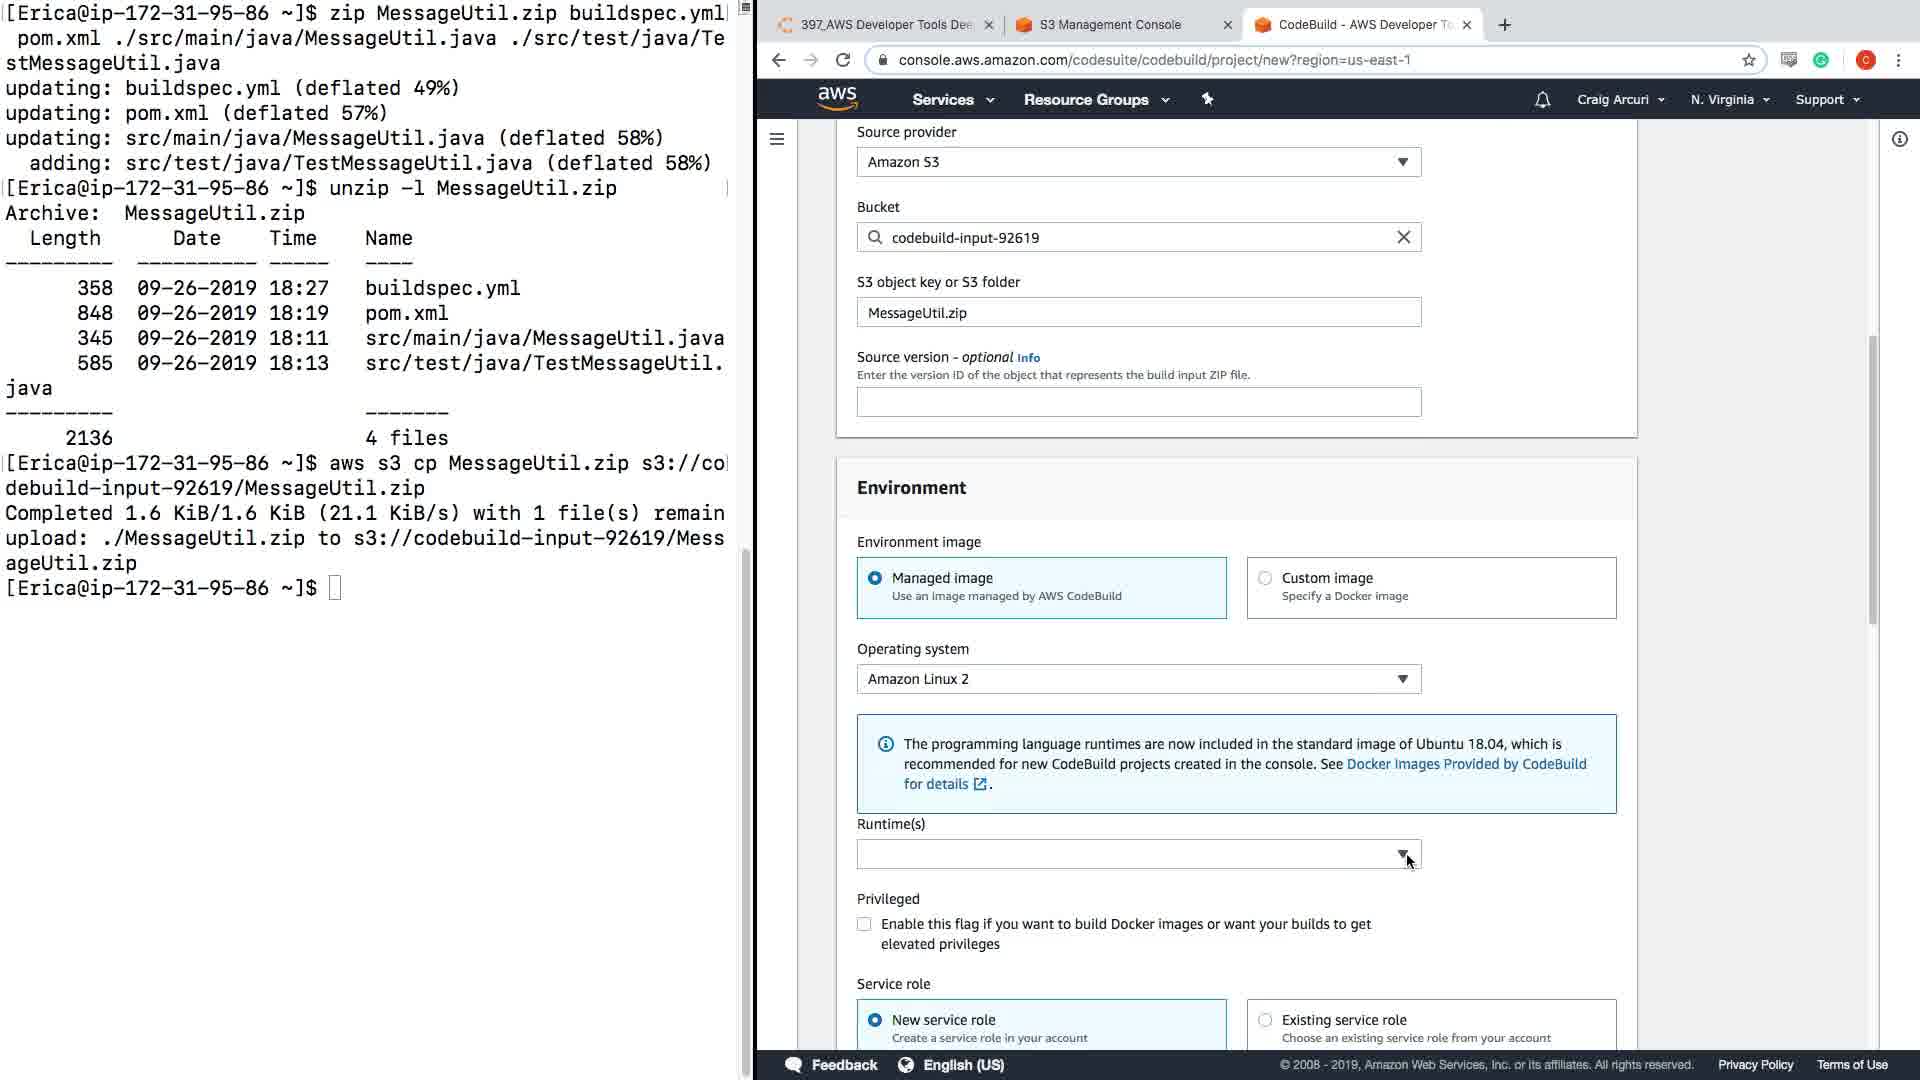 [Erica@ip-172-31-95-86 ~]$ zip MessageUtil.zip buildspec.yml
pom.xml ./src/main/java/MessageUtil.java ./src/test/java/Te
stMessageUtil.java
updating: buildspec.yml (deflated 49%)
updating: pom.xml (deflated 57%)
updating: src/main/java/MessageUtil.java (deflated 58%)
adding: src/test/java/TestMessageUtil.java (deflated 58%)
[Erica@ip-172-31-95-86 ~]$ unzip -l MessageUtil.zip
Archive: MessageUtil.zip
Length Date Time Name
--------- ---------- ----- ----
358 09-26-2019 18:27 buildspec.yml
848 09-26-2019 18:19 pom.xml
345 09-26-2019 18:11 src/main/java/MessageUtil.java
585 09-26-2019 18:13 src/test/java/TestMessageUtil.
java
--------- -------
2136 4 files
[Erica@ip-172-31-95-86 ~]$ aws s3 cp MessageUtil.zip s3://co
debuild-input-92619/MessageUtil.zip
Completed 1.6 KiB/1.6 KiB (21.1 KiB/s) with 1 file(s) remain
upload: ./MessageUtil.zip to s3://codebuild-input-92619/Mess
ageUtil.zip
[Erica@ip-172-31-95-86 ~]$
397_AWS Developer Tools Dee
S3 Management Console
CodeBuild - AWS Developer To
console.aws.amazon.com/codesuite/codebuild/project/new?region=us-east-1
C
aws Services Resource Groups Craig Arcuri N. Virginia Support
Source provider
Amazon S3
Bucket
codebuild-input-92619
S3 object key or S3 folder
MessageUtil.zip
Source version - optional Info
Enter the version ID of the object that represents the build input ZIP file.
Environment
Environment image
Managed image
Use an image managed by AWS CodeBuild
Custom image
Specify a Docker image
Operating system
Amazon Linux 2
The programming language runtimes are now included in the standard image of Ubuntu 18.04, which is
recommended for new CodeBuild projects created in the console. See Docker Images Provided by CodeBuild
for details .
Runtime(s)
Privileged
Enable this flag if you want to build Docker images or want your builds to get
elevated privileges
Service role
New service role
Create a service role in your account
Existing service role
Choose an existing service role from your account
Feedback English (US) © 2008 - 2019, Amazon Web Services, Inc. or its affiliates. All rights reserved. Privacy Policy Terms of Use